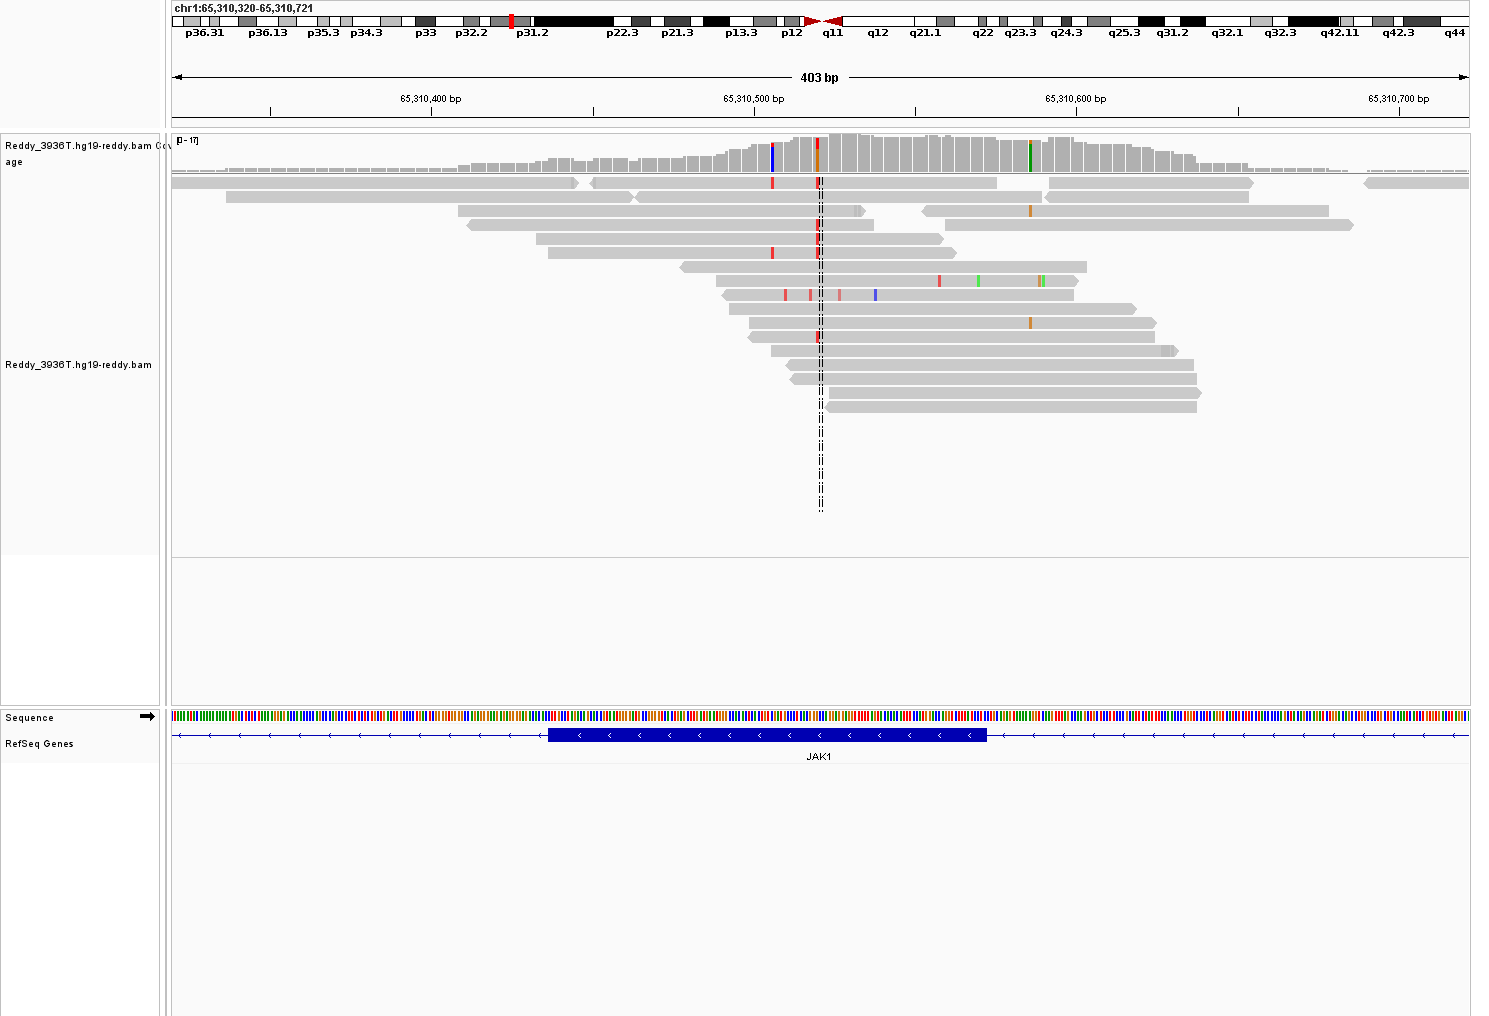 chr1:65,310,320-65,310,721
p36.31 p36.13 p35.3 p34.3 p33 p32.2 p31.2 p22.3 p21.3 p13.3 p12 q11 q12 q21.1 q22 q23.3 q24.3 q25.3 q31.2 q32.1 q32.3 q42.11 q42.3 q44
403 bp
65,310,400 bp 65,310,500 bp 65,310,600 bp 65,310,700 bp
Reddy_3936T.hg19-reddy.bam Cov
age
[0 - 17]
Reddy_3936T.hg19-reddy.bam
Sequence
RefSeq Genes
JAK1